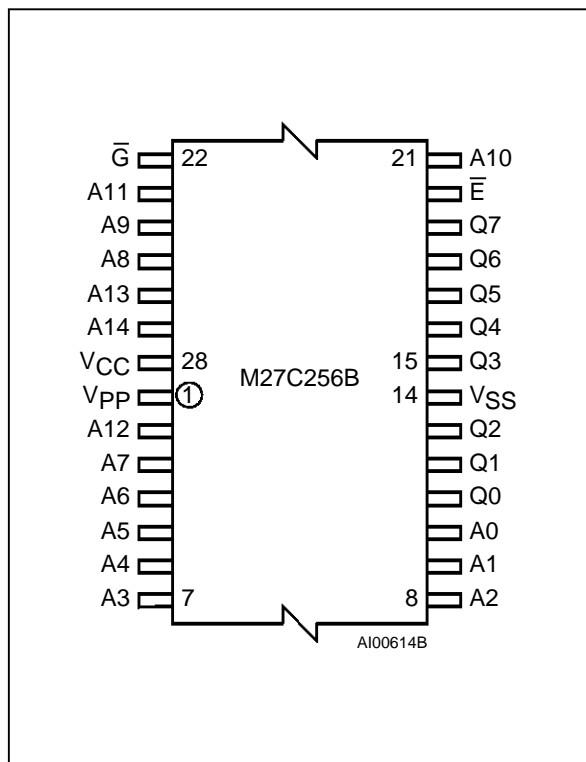 G̅ 22 21 A10
A11 E̅
A9 Q7
A8 Q6
A13 Q5
A14 Q4
VCC 28 15 Q3
M27C256B
VPP 1 14 VSS
A12 Q2
A7 Q1
A6 Q0
A5 A0
A4 A1
A3 7 8 A2
AI00614B